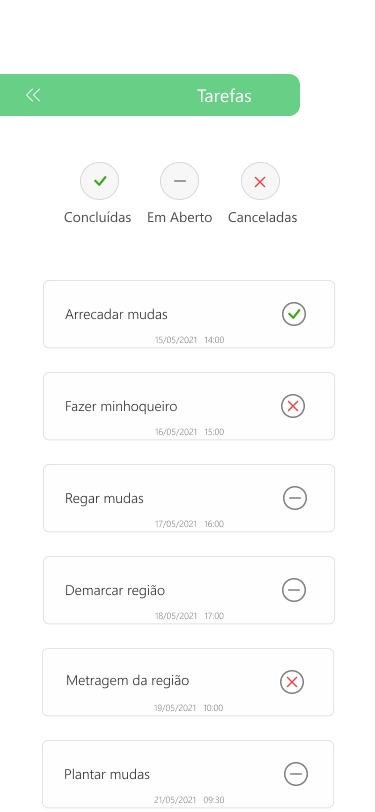 Tarefas
Concluídas Em Aberto Canceladas
Arrecadar mudas
15/05/2021 14:00
Fazer minhoqueiro
16/05/2021 15:00
Regar mudas
17/05/2021 16:00
Demarcar região
18/05/2021 17:00
Metragem da região
19/05/2021 10:00
Plantar mudas
21/05/2021 09:30